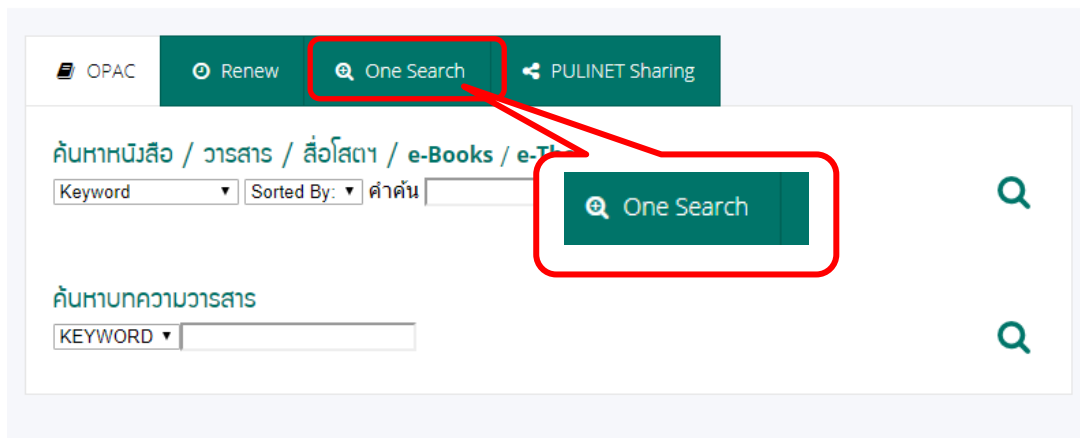 OPAC Renew One Search PULINET Sharing
ค้นหาหนังสือ / วารสาร / สื่อโสตฯ / e-Books / e-The
Keyword Sorted By: คำค้น
One Search
ค้นหาบทความวารสาร
KEYWORD